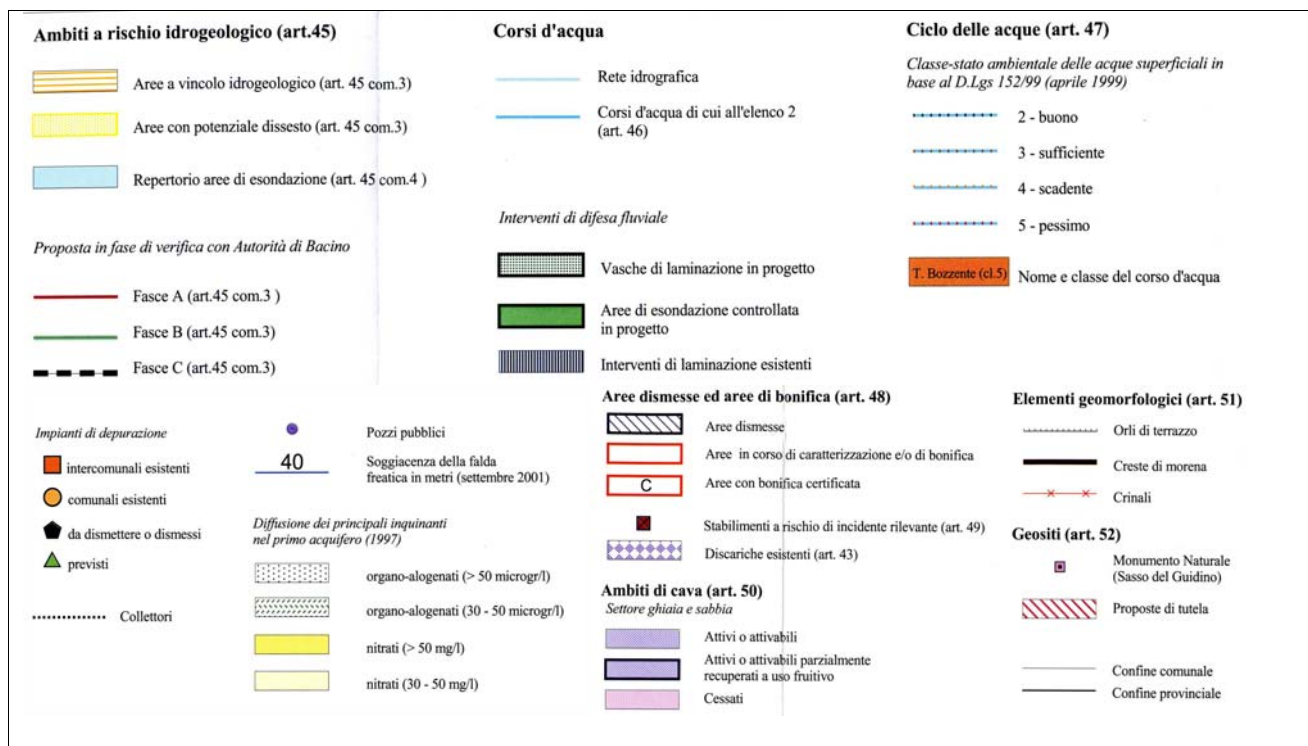 Ambiti a rischio idrogeologico (art.45)
Aree a vincolo idrogeologico (art. 45 com.3)
Aree con potenziale dissesto (art. 45 com.3)
Repertorio aree di esondazione (art. 45 com.4 )
Proposta in fase di verifica con Autorità di Bacino
Fasce A (art.45 com.3 )
Fasce B (art.45 com.3)
Fasce C (art.45 com.3)
Corsi d'acqua
Rete idrografica
Corsi d'acqua di cui all'elenco 2
(art. 46)
Interventi di difesa fluviale
Vasche di laminazione in progetto
Aree di esondazione controllata
in progetto
Interventi di laminazione esistenti
Ciclo delle acque (art. 47)
Classe-stato ambientale delle acque superficiali in
base al D.Lgs 152/99 (aprile 1999)
2 - buono
3 - sufficiente
4 - scadente
5 - pessimo
T. Bozzente (cl.5)
Nome e classe del corso d'acqua
Impianti di depurazione
intercomunali esistenti
comunali esistenti
da dismettere o dismessi
previsti
Collettori
Pozzi pubblici
40
Soggiacenza della falda
freatica in metri (settembre 2001)
Diffusione dei principali inquinanti
nel primo acquifero (1997)
organo-alogenati (> 50 microgr/l)
organo-alogenati (30 - 50 microgr/l)
nitrati (> 50 mg/l)
nitrati (30 - 50 mg/l)
Aree dismesse ed aree di bonifica (art. 48)
Aree dismesse
Aree in corso di caratterizzazione e/o di bonifica
C
Aree con bonifica certificata
Stabilimenti a rischio di incidente rilevante (art. 49)
Discariche esistenti (art. 43)
Ambiti di cava (art. 50)
Settore ghiaia e sabbia
Attivi o attivabili
Attivi o attivabili parzialmente
recuperati a uso fruitivo
Cessati
Elementi geomorfologici (art. 51)
Orli di terrazzo
Creste di morena
Crinali
Geositi (art. 52)
Monumento Naturale
(Sasso del Guidino)
Proposte di tutela
Confine comunale
Confine provinciale